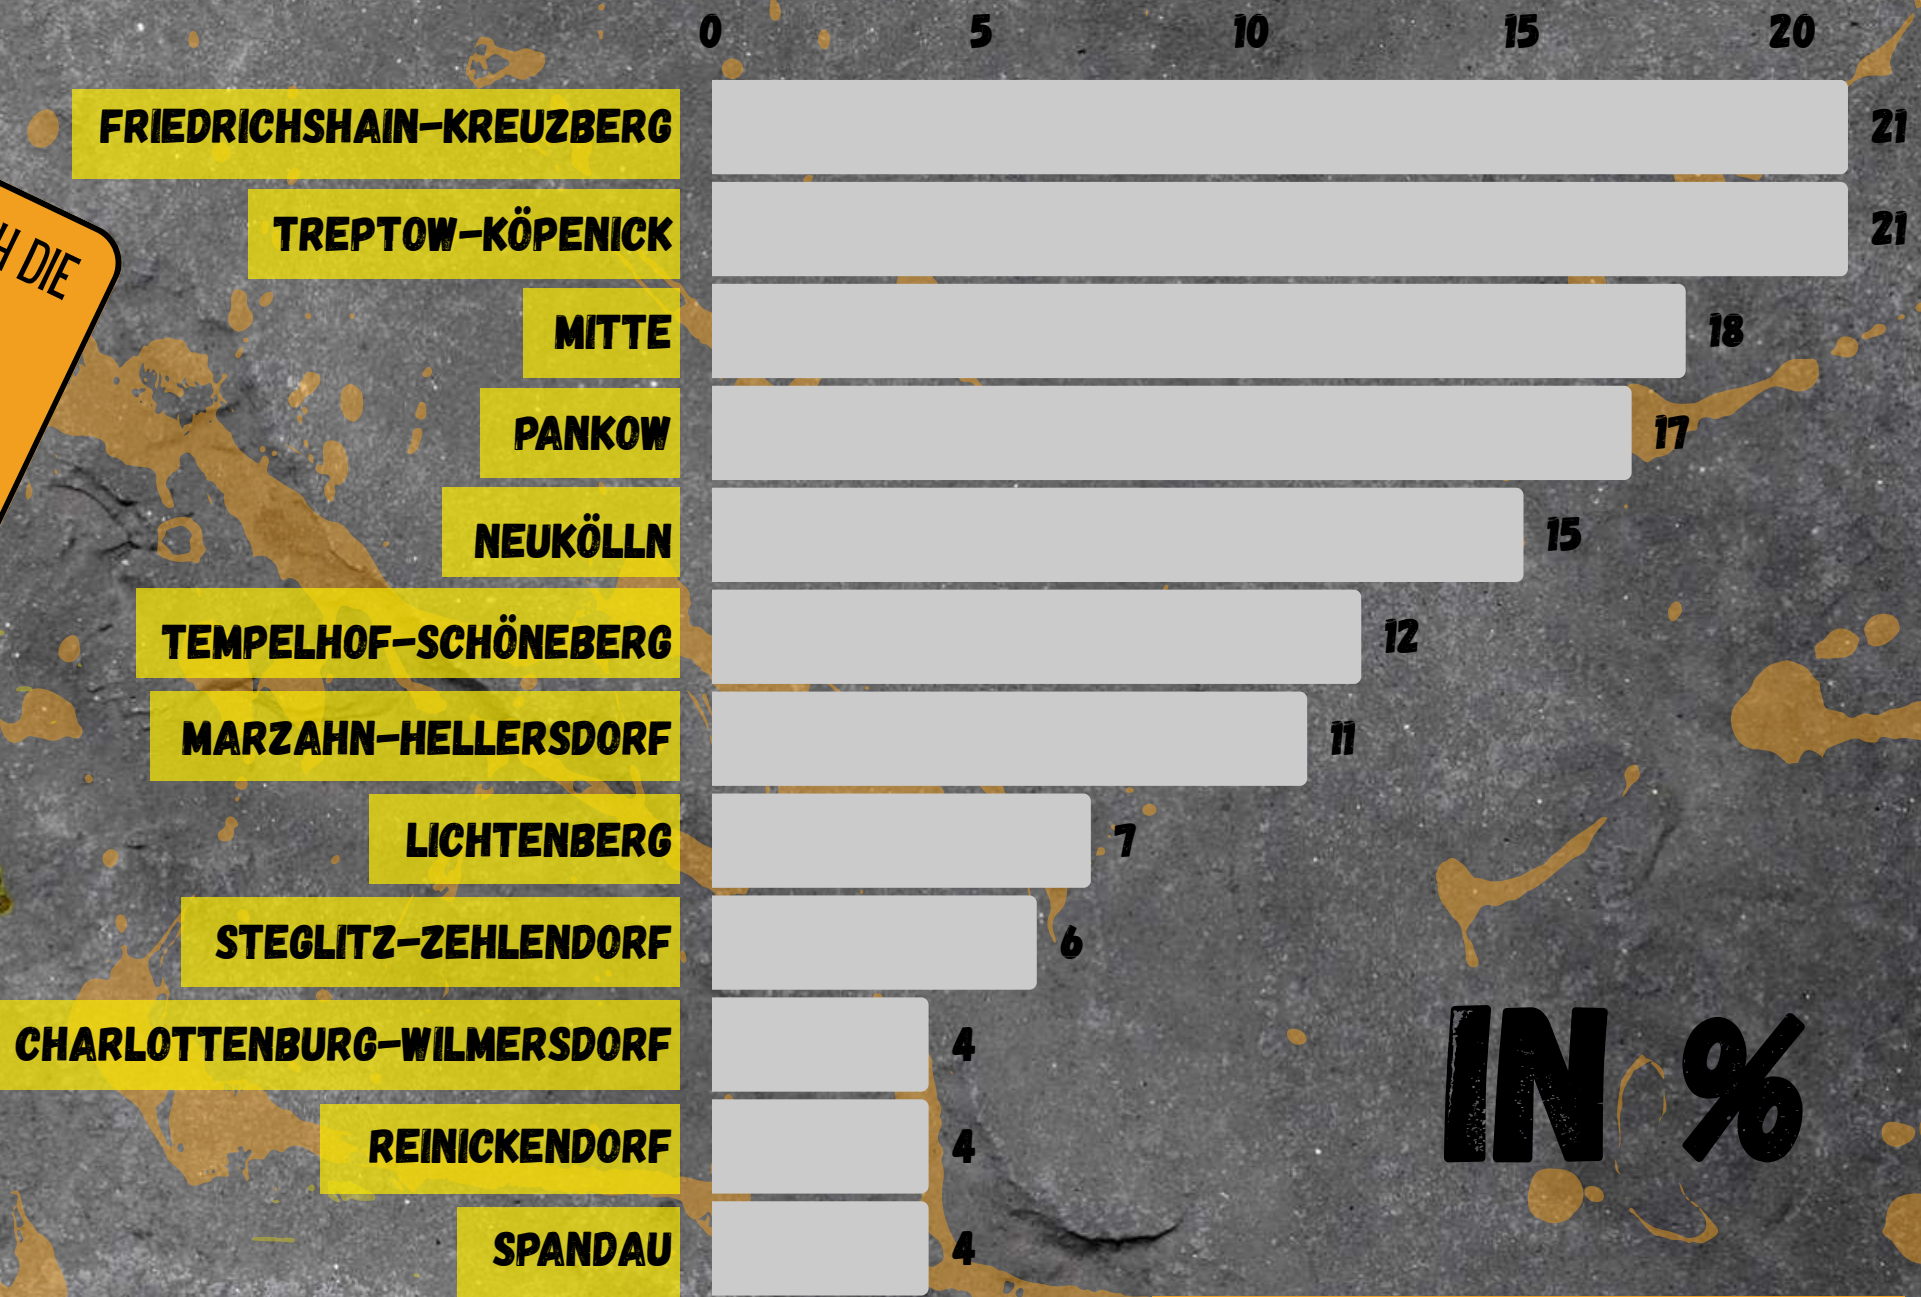 0 5 10 15 20
FRIEDRICHSHAIN-KREUZBERG 21
TREPTOW-KÖPENICK 21
H DIE
MITTE 18
PANKOW 17
NEUKÖLLN 15
TEMPELHOF-SCHÖNEBERG 12
MARZAHN-HELLERSDORF 11
LICHTENBERG 7
STEGLITZ-ZEHLENDORF 6
CHARLOTTENBURG-WILMERSDORF 4
REINICKENDORF 4
SPANDAU 4
IN %